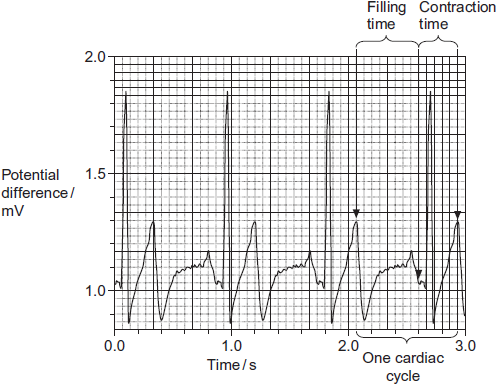 Filling Contraction
time time
2.0
1.5
Potential
difference /
mV
1.0
0.0 1.0 2.0 3.0
Time / s
One cardiac
cycle